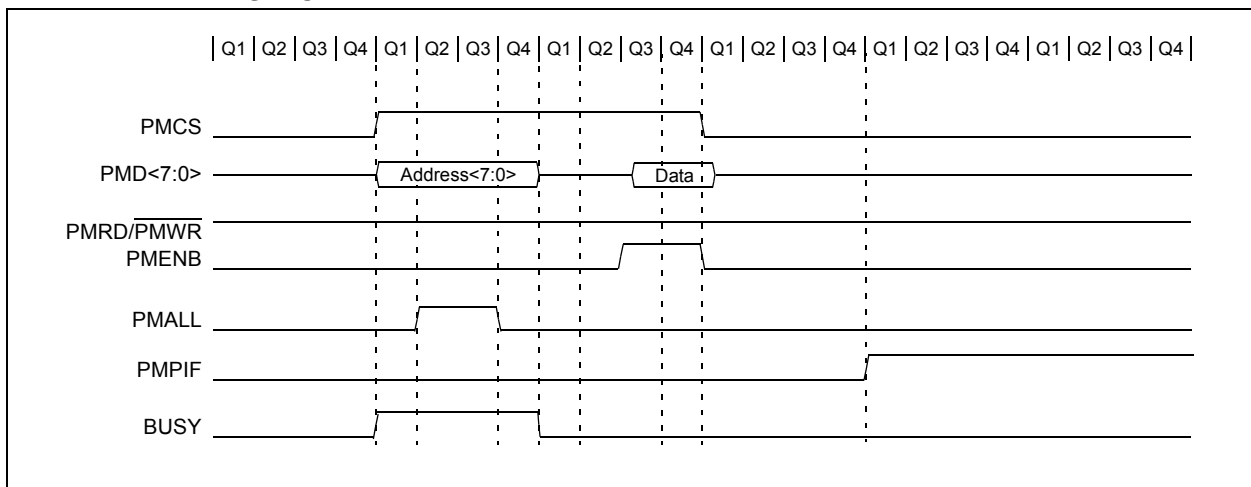 | Q1 | Q2 | Q3 | Q4 | Q1 | Q2 | Q3 | Q4 | Q1 | Q2 | Q3 | Q4 | Q1 | Q2 | Q3 | Q4 | Q1 | Q2 | Q3 | Q4 | Q1 | Q2 | Q3 | Q4 |
PMCS
PMD<7:0>
Address<7:0>
Data
PMRD/PMWR
PMENB
PMALL
PMPIF
BUSY